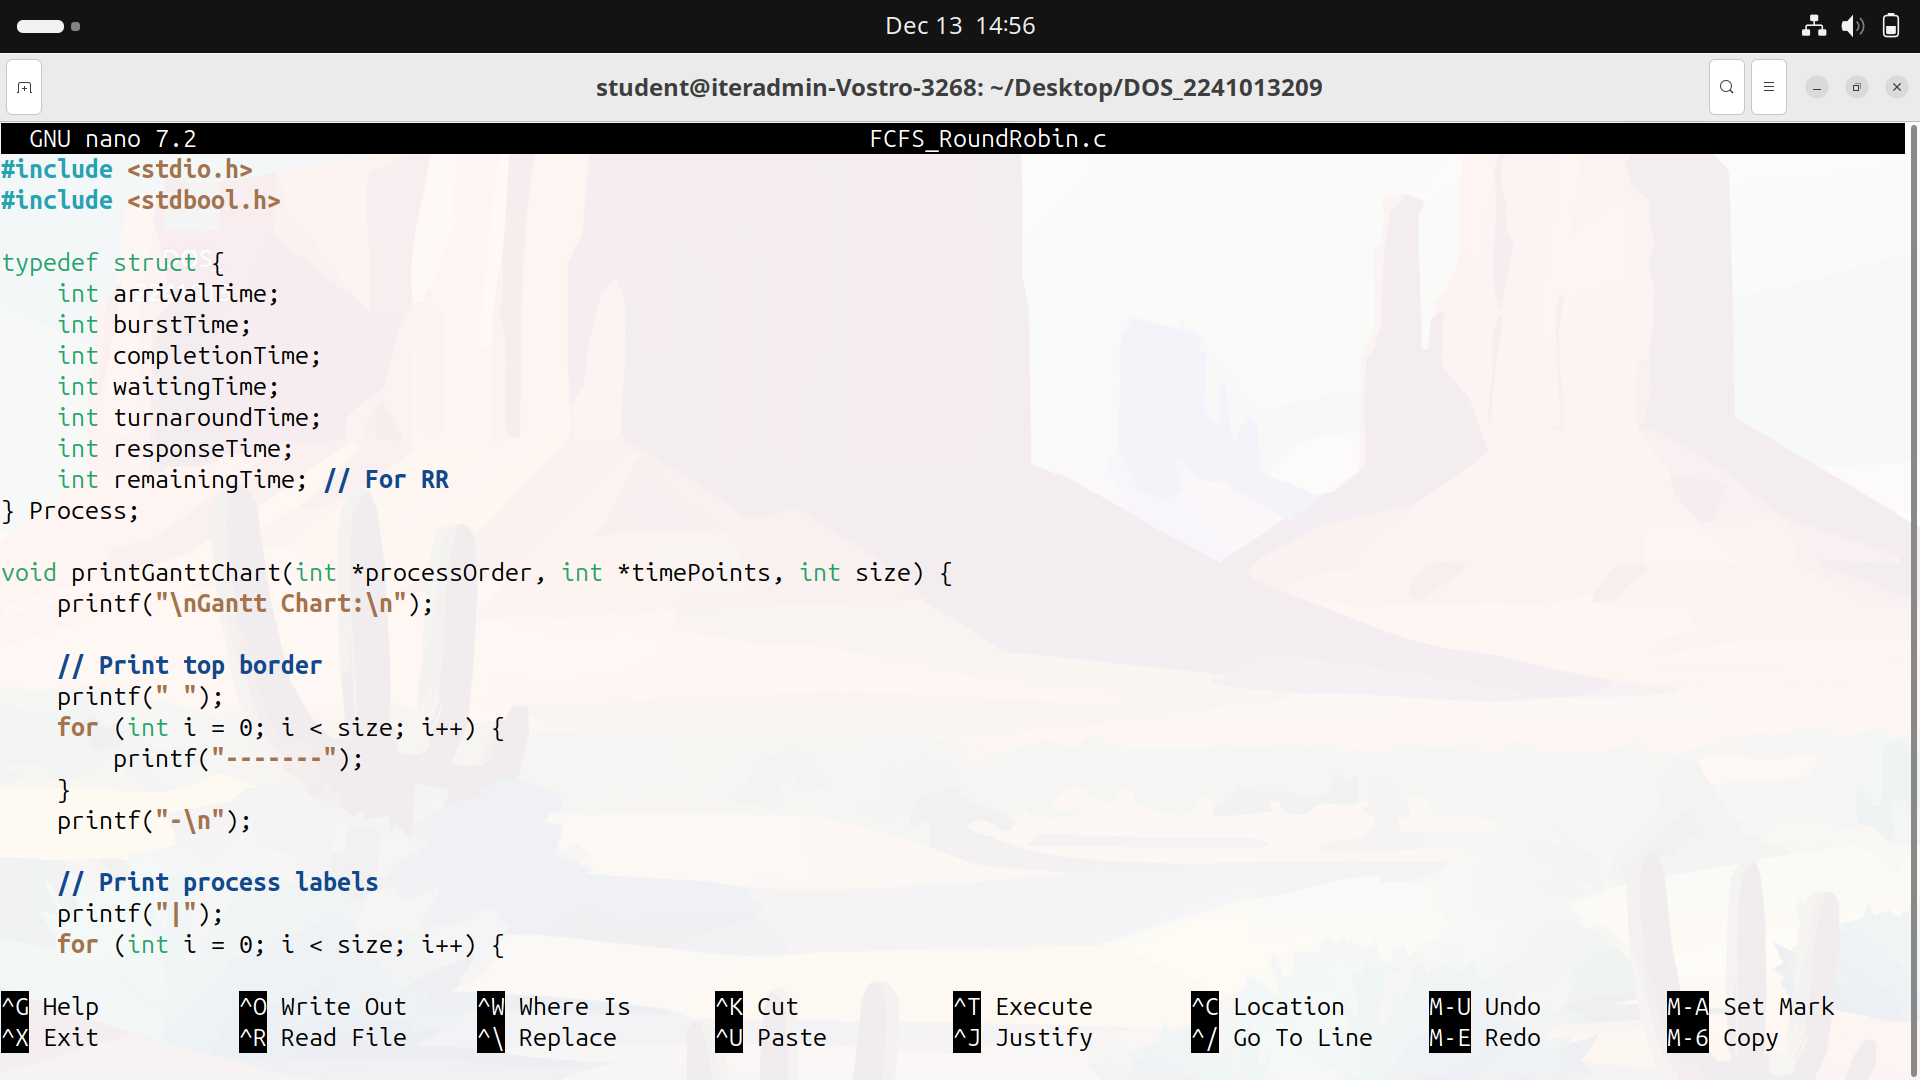 Dec 13  14:56
student@iteradmin-Vostro-3268: ~/Desktop/DOS_2241013209
GNU nano 7.2                    FCFS_RoundRobin.c
#include <stdio.h>
#include <stdbool.h>

typedef struct {
    int arrivalTime;
    int burstTime;
    int completionTime;
    int waitingTime;
    int turnaroundTime;
    int responseTime;
    int remainingTime; // For RR
} Process;

void printGanttChart(int *processOrder, int *timePoints, int size) {
    printf("\nGantt Chart:\n");

    // Print top border
    printf(" ");
    for (int i = 0; i < size; i++) {
        printf("-------");
    }
    printf("-\n");

    // Print process labels
    printf("|");
    for (int i = 0; i < size; i++) {

^G Help ^O Write Out ^W Where Is ^K Cut ^T Execute ^C Location M-U Undo M-A Set Mark
^X Exit ^R Read File ^\ Replace ^U Paste ^J Justify ^/ Go To Line M-E Redo M-6 Copy